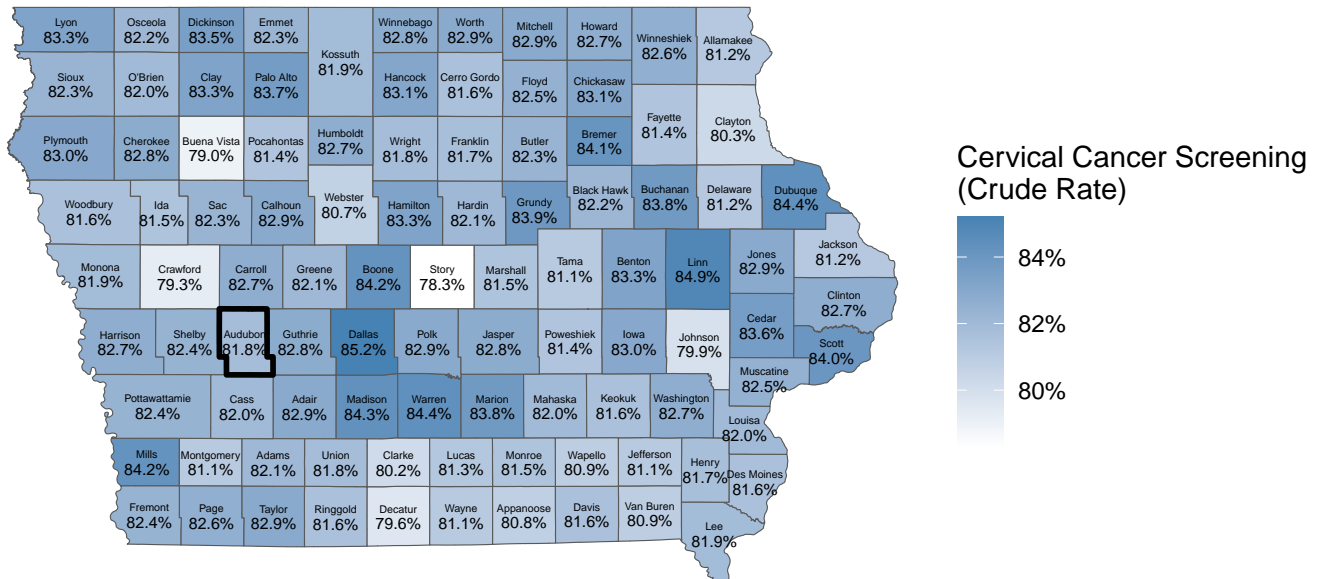 Lyon
83.3%
Osceola
82.2%
Dickinson
83.5%
Emmet
82.3%
Kossuth
81.9%
Winnebago
82.8%
Worth
82.9%
Mitchell
82.9%
Howard
82.7%
Winneshiek
82.6%
Allamakee
81.2%
Sioux
82.3%
O'Brien
82.0%
Clay
83.3%
Palo Alto
83.7%
Hancock
83.1%
Cerro Gordo
81.6%
Floyd
82.5%
Chickasaw
83.1%
Fayette
81.4%
Clayton
80.3%
Plymouth
83.0%
Cherokee
82.8%
Buena Vista
79.0%
Pocahontas
81.4%
Humboldt
82.7%
Wright
81.8%
Franklin
81.7%
Butler
82.3%
Bremer
84.1%
Woodbury
81.6%
Ida
81.5%
Sac
82.3%
Calhoun
82.9%
Webster
80.7%
Hamilton
83.3%
Hardin
82.1%
Grundy
83.9%
Black Hawk
82.2%
Buchanan
83.8%
Delaware
81.2%
Dubuque
84.4%
Monona
81.9%
Crawford
79.3%
Carroll
82.7%
Greene
82.1%
Boone
84.2%
Story
78.3%
Marshall
81.5%
Tama
81.1%
Benton
83.3%
Linn
84.9%
Jones
82.9%
Jackson
81.2%
Clinton
82.7%
Harrison
82.7%
Shelby
82.4%
Audubon
81.8%
Guthrie
82.8%
Dallas
85.2%
Polk
82.9%
Jasper
82.8%
Poweshiek
81.4%
Iowa
83.0%
Johnson
79.9%
Cedar
83.6%
Scott
84.0%
Muscatine
82.5%
Pottawattamie
82.4%
Cass
82.0%
Adair
82.9%
Madison
84.3%
Warren
84.4%
Marion
83.8%
Mahaska
82.0%
Keokuk
81.6%
Washington
82.7%
Louisa
82.0%
Mills
84.2%
Montgomery
81.1%
Adams
82.1%
Union
81.8%
Clarke
80.2%
Lucas
81.3%
Monroe
81.5%
Wapello
80.9%
Jefferson
81.1%
Henry
81.7%
Des Moines
81.6%
Fremont
82.4%
Page
82.6%
Taylor
82.9%
Ringgold
81.6%
Decatur
79.6%
Wayne
81.1%
Appanoose
80.8%
Davis
81.6%
Van Buren
80.9%
Lee
81.9%
Cervical Cancer Screening
(Crude Rate)
84%
82%
80%